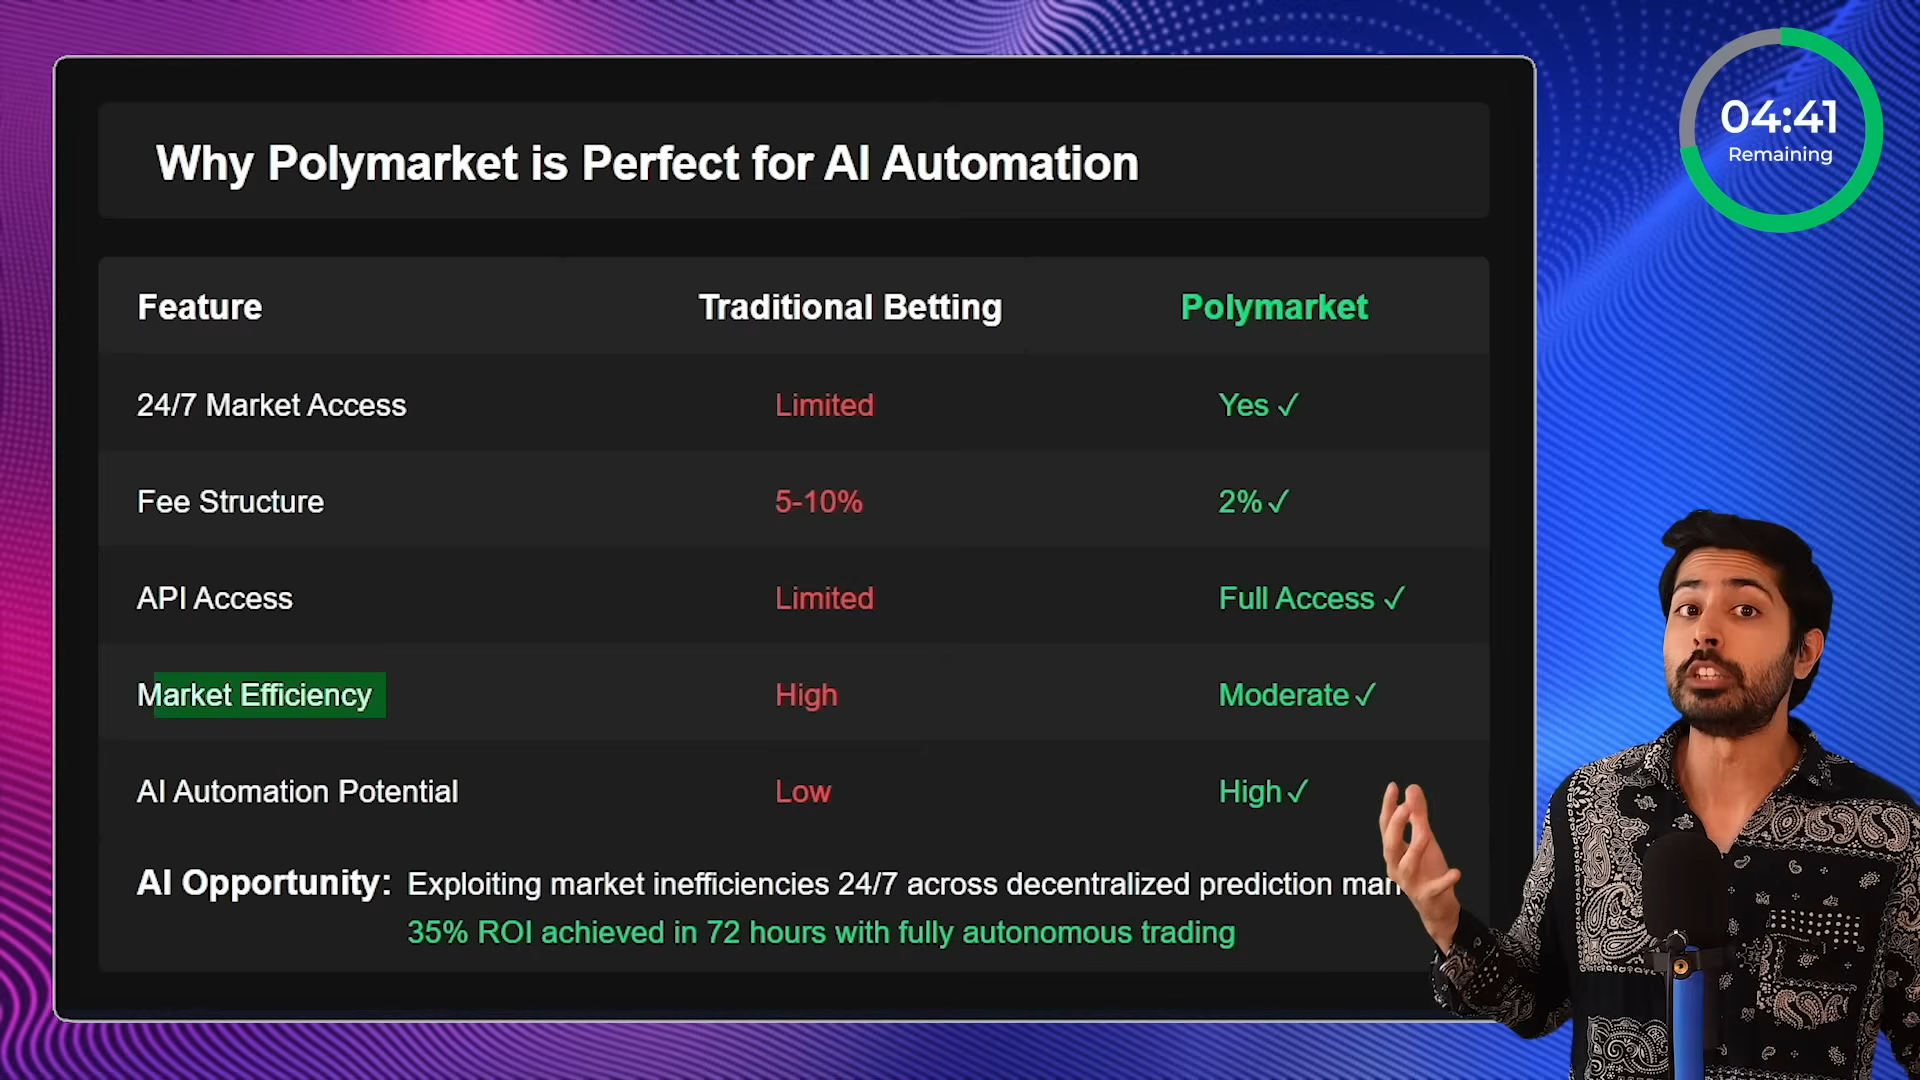 04:41
Remaining
Why Polymarket is Perfect for AI Automation
Feature Traditional Betting Polymarket
24/7 Market Access Limited Yes ✓
Fee Structure 5-10% 2% ✓
API Access Limited Full Access ✓
Market Efficiency High Moderate ✓
AI Automation Potential Low High ✓
AI Opportunity: Exploiting market inefficiencies 24/7 across decentralized prediction
35% ROI achieved in 72 hours with fully autonomous trading